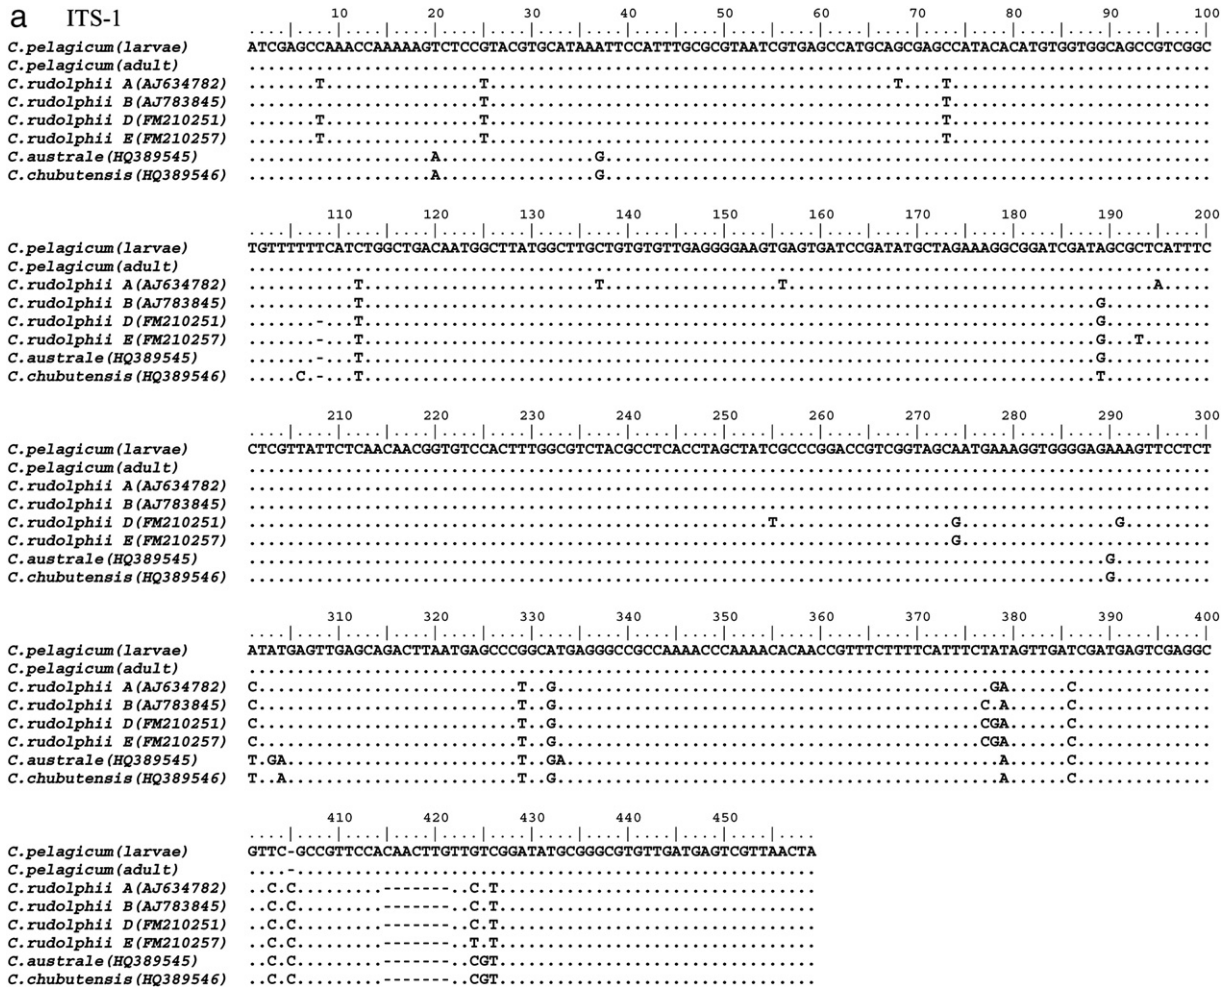 a ITS-1
10 20 30 40 50 60 70 80 90 100
C.pelagicum(larvae) ATCGAGCCAAACCAAAAAGTCTCCGTACGTGCATAAATTCCATTTGCGCGTAATCGTGAGCCATGCAGCGAGCCATACACATGTGGTGGCAGCCGTCGGC
C.pelagicum(adult) ....................................................................................................
C.rudolphii A(AJ634782) .......T................T..........................................T....T...........................
C.rudolphii B(AJ783845) ........................T...............................................T...........................
C.rudolphii D(FM210251) .......T................T...............................................T...........................
C.rudolphii E(FM210257) .......T................T...............................................T...........................
C.australe(HQ389545) ...................A................G...............................................................
C.chubutensis(HQ389546) ...................A................G...............................................................
110 120 130 140 150 160 170 180 190 200
C.pelagicum(larvae) TGTTTTTTCATCTGGCTGACAATGGCTTATGGCTTGCTGTGTGTTGAGGGGAAGTGAGTGATCCGATATGCTAGAAAGGCGGATCGATAGCGCTCATTTC
C.pelagicum(adult) ....................................................................................................
C.rudolphii A(AJ634782) ...........T........................T..................T......................................A.....
C.rudolphii B(AJ783845) ...........T............................................................................G...........
C.rudolphii D(FM210251) .......-...T............................................................................G...........
C.rudolphii E(FM210257) .......-...T............................................................................G...T.......
C.australe(HQ389545) .......-...T............................................................................G...........
C.chubutensis(HQ389546) .....C.-...T............................................................................T...........
210 220 230 240 250 260 270 280 290 300
C.pelagicum(larvae) CTCGTTATTCTCAACAACGGTGTCCACTTTGGCGTCTACGCCTCACCTAGCTATCGCCCGGACCGTCGGTAGCAATGAAAGGTGGGGAGAAAGTTCCTCT
C.pelagicum(adult) ....................................................................................................
C.rudolphii A(AJ634782) ....................................................................................................
C.rudolphii B(AJ783845) ....................................................................................................
C.rudolphii D(FM210251) ......................................................T..................G................G.........
C.rudolphii E(FM210257) .........................................................................G..........................
C.australe(HQ389545) .........................................................................................G..........
C.chubutensis(HQ389546) .........................................................................................G..........
310 320 330 340 350 360 370 380 390 400
C.pelagicum(larvae) ATATGAGTTGAGCAGACTTAATGAGCCCGGCATGAGGGCCGCCAAAACCCAAAACACAACCGTTTCTTTTCATTTCTATAGTTGATCGATGAGTCGAGGC
C.pelagicum(adult) ....................................................................................................
C.rudolphii A(AJ634782) C...........................T..G.............................................GA......C..............
C.rudolphii B(AJ783845) C...........................T..G............................................C.A......C..............
C.rudolphii D(FM210251) C...........................T..G............................................CGA......C..............
C.rudolphii E(FM210257) C...........................T..G............................................CGA......C..............
C.australe(HQ389545) T.GA........................T..GA.............................................A......C..............
C.chubutensis(HQ389546) T..A........................T..G..............................................A......C..............
410 420 430 440 450
C.pelagicum(larvae) GTTC-GCCGTTCCACAACTTGTTGTCGGATATGCGGGCGTGTTGATGAGTCGTTAACTA
C.pelagicum(adult) ....-......................................................
C.rudolphii A(AJ634782) ..C.C.........-------..C.T.................................
C.rudolphii B(AJ783845) ..C.C.........-------..C.T.................................
C.rudolphii D(FM210251) ..C.C.........-------..C.T.................................
C.rudolphii E(FM210257) ..C.C.........-------..T.T.................................
C.australe(HQ389545) ..C.C.........-------..CGT.................................
C.chubutensis(HQ389546) ..C.C.........-------..CGT.................................